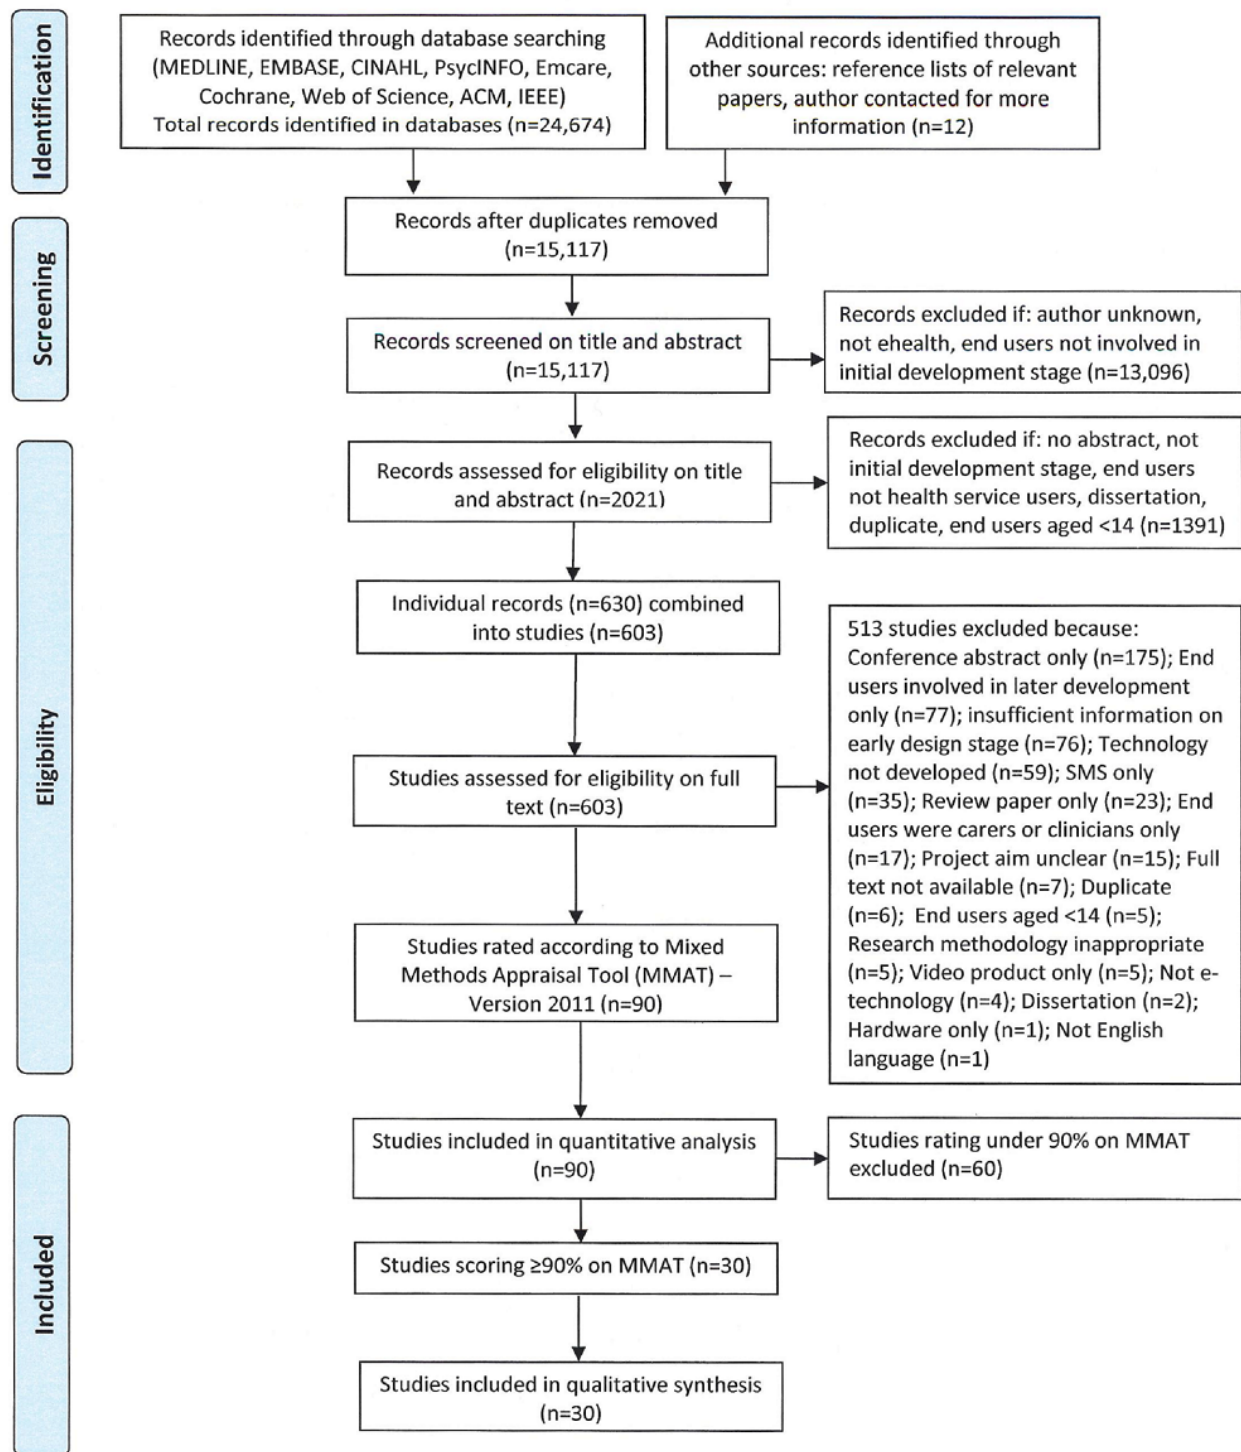 Identification
Records identified through database searching
(MEDLINE, EMBASE, CINAHL, PsycINFO, Emcare,
Cochrane, Web of Science, ACM, IEEE)
Total records identified in databases (n=24,674)
Additional records identified through
other sources: reference lists of relevant
papers, author contacted for more
information (n=12)
Screening
Records after duplicates removed
(n=15,117)
Records screened on title and abstract
(n=15,117)
Records excluded if: author unknown,
not ehealth, end users not involved in
initial development stage (n=13,096)
Eligibility
Records assessed for eligibility on title
and abstract (n=2021)
Records excluded if: no abstract, not
initial development stage, end users
not health service users, dissertation,
duplicate, end users aged <14 (n=1391)
Individual records (n=630) combined
into studies (n=603)
Studies assessed for eligibility on full
text (n=603)
513 studies excluded because:
Conference abstract only (n=175); End
users involved in later development
only (n=77); insufficient information on
early design stage (n=76); Technology
not developed (n=59); SMS only
(n=35); Review paper only (n=23); End
users were carers or clinicians only
(n=17); Project aim unclear (n=15); Full
text not available (n=7); Duplicate
(n=6); End users aged <14 (n=5);
Research methodology inappropriate
(n=5); Video product only (n=5); Not e-
technology (n=4); Dissertation (n=2);
Hardware only (n=1); Not English
language (n=1)
Studies rated according to Mixed
Methods Appraisal Tool (MMAT) –
Version 2011 (n=90)
Included
Studies included in quantitative analysis
(n=90)
Studies rating under 90% on MMAT
excluded (n=60)
Studies scoring ≥90% on MMAT (n=30)
Studies included in qualitative synthesis
(n=30)